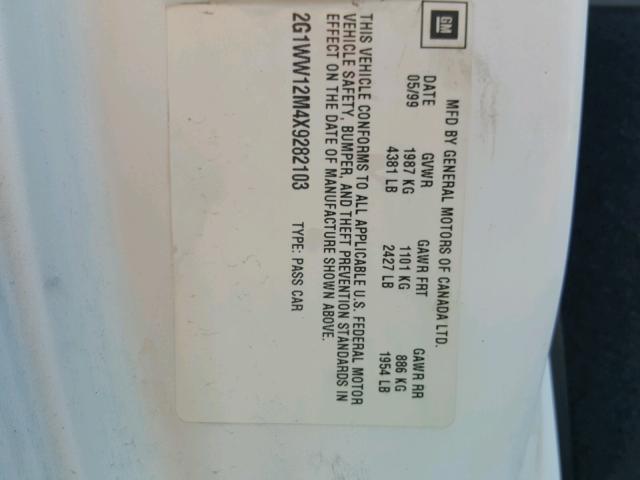 GM
MFD BY GENERAL MOTORS OF CANADA LTD.
DATE GVWR GAWR FRT GAWR RR
05/99 1987 KG 1101 KG 886 KG
4381 LB 2427 LB 1954 LB
THIS VEHICLE CONFORMS TO ALL APPLICABLE U.S. FEDERAL MOTOR
VEHICLE SAFETY, BUMPER, AND THEFT PREVENTION STANDARDS IN
EFFECT ON THE DATE OF MANUFACTURE SHOWN ABOVE.
2G1WW12M4X9282103 TYPE: PASS CAR